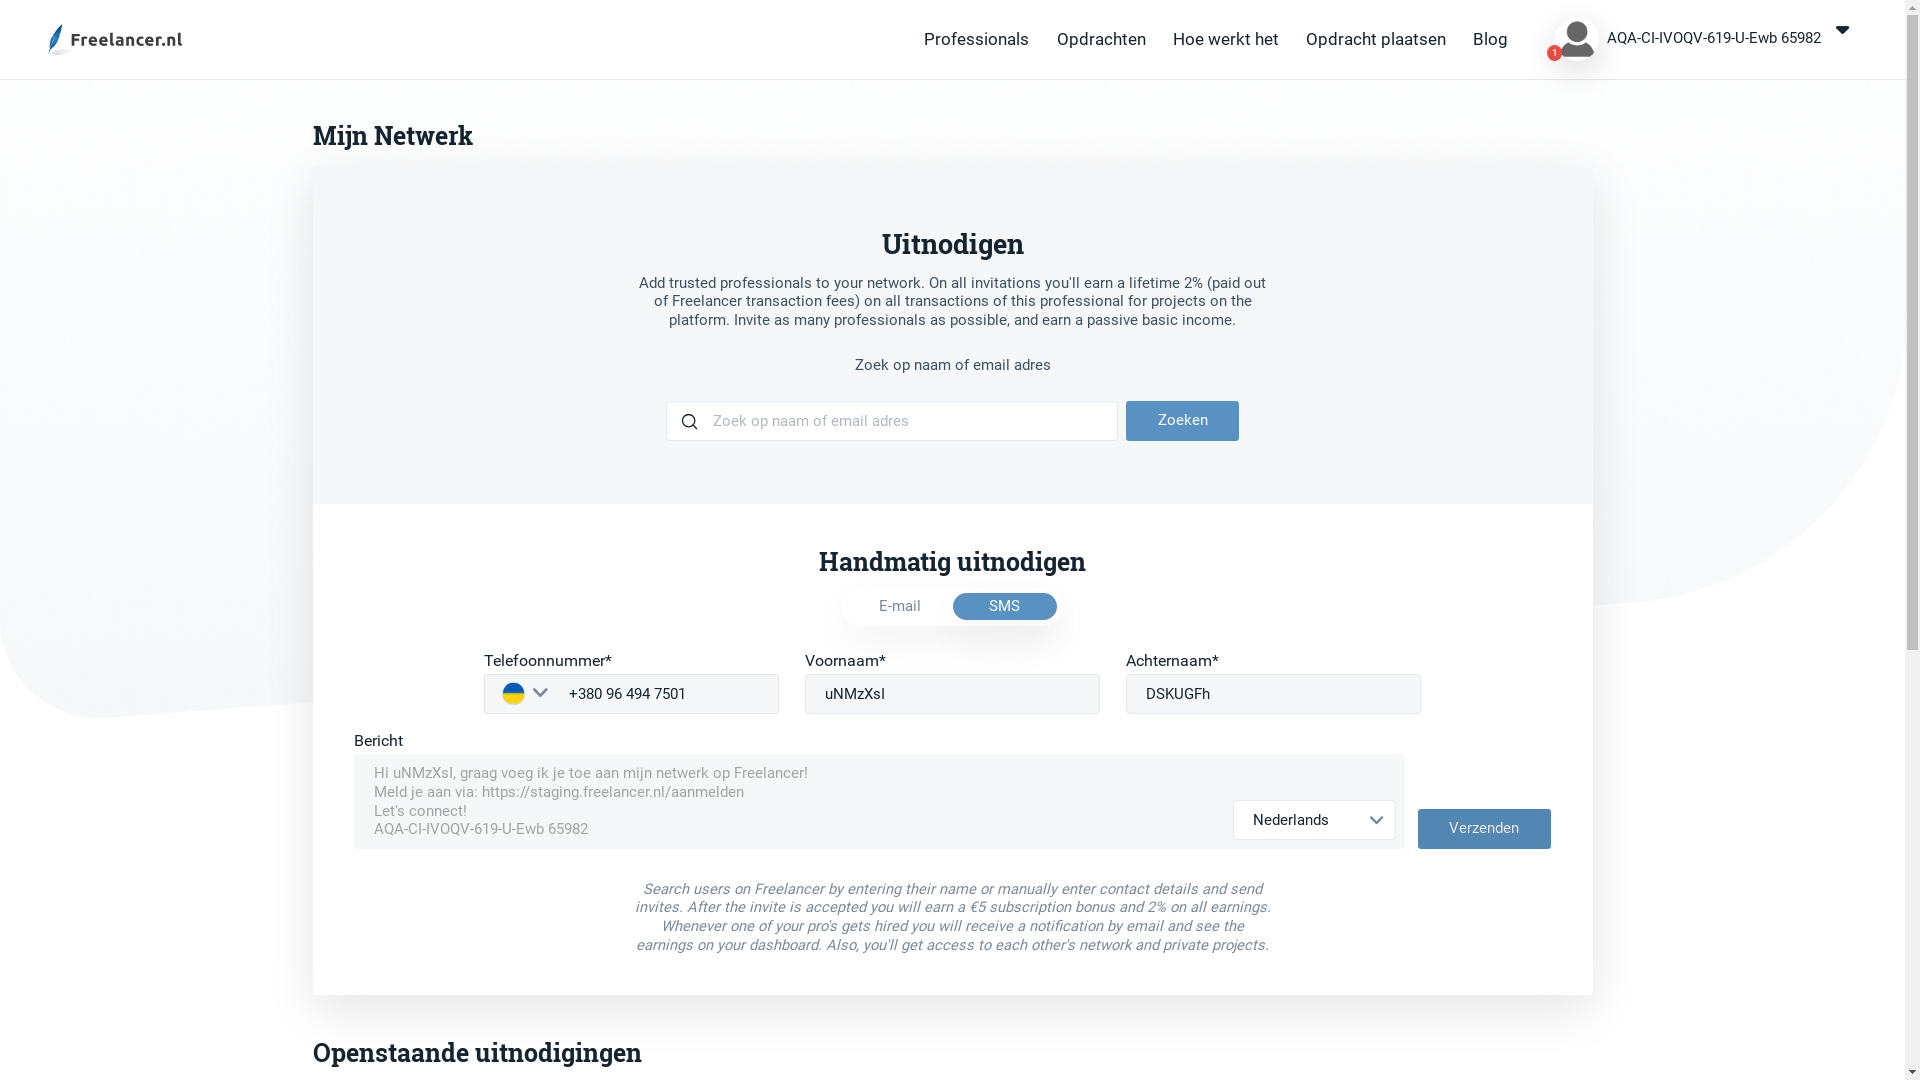 Freelancer.nl
Professionals
Opdrachten
Hoe werkt het
Opdracht plaatsen
Blog
1
AQA-CI-IVOQV-619-U-Ewb 65982
Mijn Netwerk
Uitnodigen
Add trusted professionals to your network. On all invitations you'll earn a lifetime 2% (paid out
of Freelancer transaction fees) on all transactions of this professional for projects on the
platform. Invite as many professionals as possible, and earn a passive basic income.
Zoek op naam of email adres
Zoek op naam of email adres
Zoeken
Handmatig uitnodigen
E-mail
SMS
Telefoonnummer*
Voornaam*
Achternaam*
+380 96 494 7501
uNMzXsI
DSKUGFh
Bericht
Hi uNMzXsI, graag voeg ik je toe aan mijn netwerk op Freelancer!
Meld je aan via: https://staging.freelancer.nl/aanmelden
Let's connect!
AQA-CI-IVOQV-619-U-Ewb 65982
Nederlands
Verzenden
Search users on Freelancer by entering their name or manually enter contact details and send
invites. After the invite is accepted you will earn a €5 subscription bonus and 2% on all earnings.
Whenever one of your pro's gets hired you will receive a notification by email and see the
earnings on your dashboard. Also, you'll get access to each other's network and private projects.
Openstaande uitnodigingen